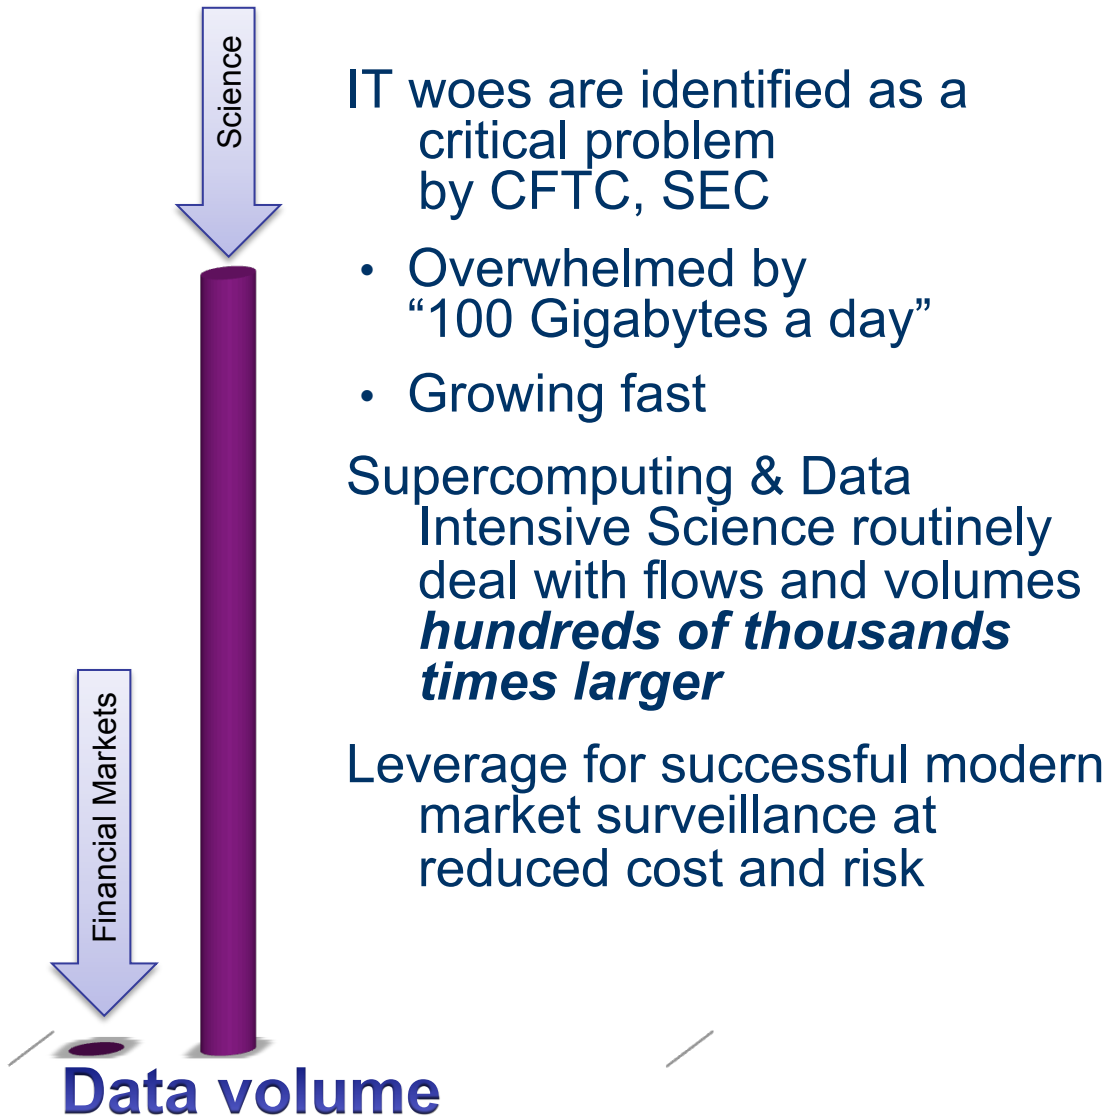 Science
IT woes are identified as a
critical problem
by CFTC, SEC
• Overwhelmed by
“100 Gigabytes a day”
• Growing fast
Supercomputing & Data
Intensive Science routinely
deal with flows and volumes
hundreds of thousands
times larger
Financial Markets
Leverage for successful modern
market surveillance at
reduced cost and risk
Data volume